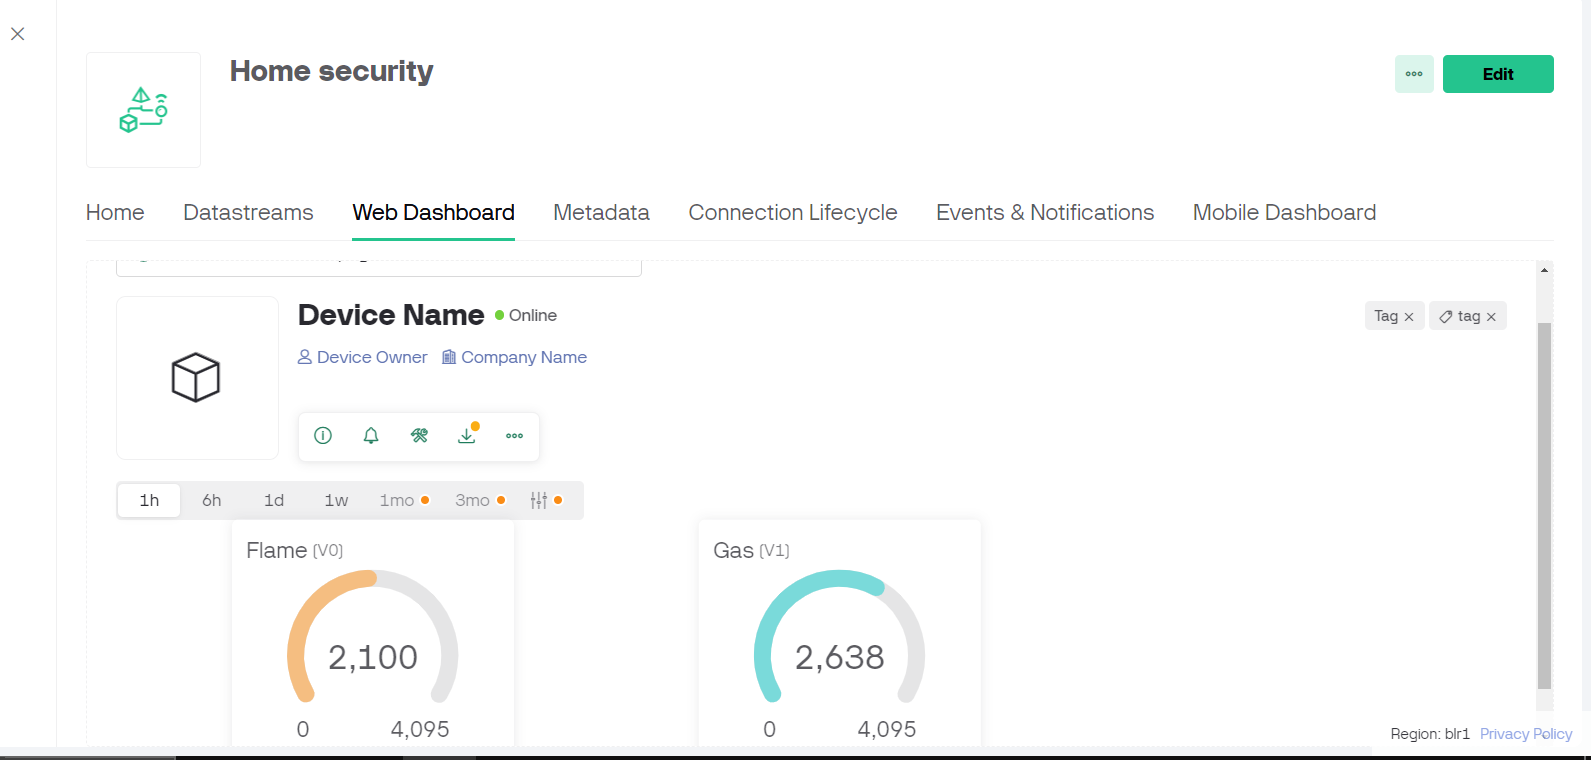 Home security
Edit
Home Datastreams Web Dashboard Metadata Connection Lifecycle Events & Notifications Mobile Dashboard
Device Name Online
Tag × tag ×
Device Owner Company Name
1h 6h 1d 1w 1mo 3mo
Flame (V0)
2,100
0 4,095
Gas (V1)
2,638
0 4,095
Region: blr1 Privacy Policy